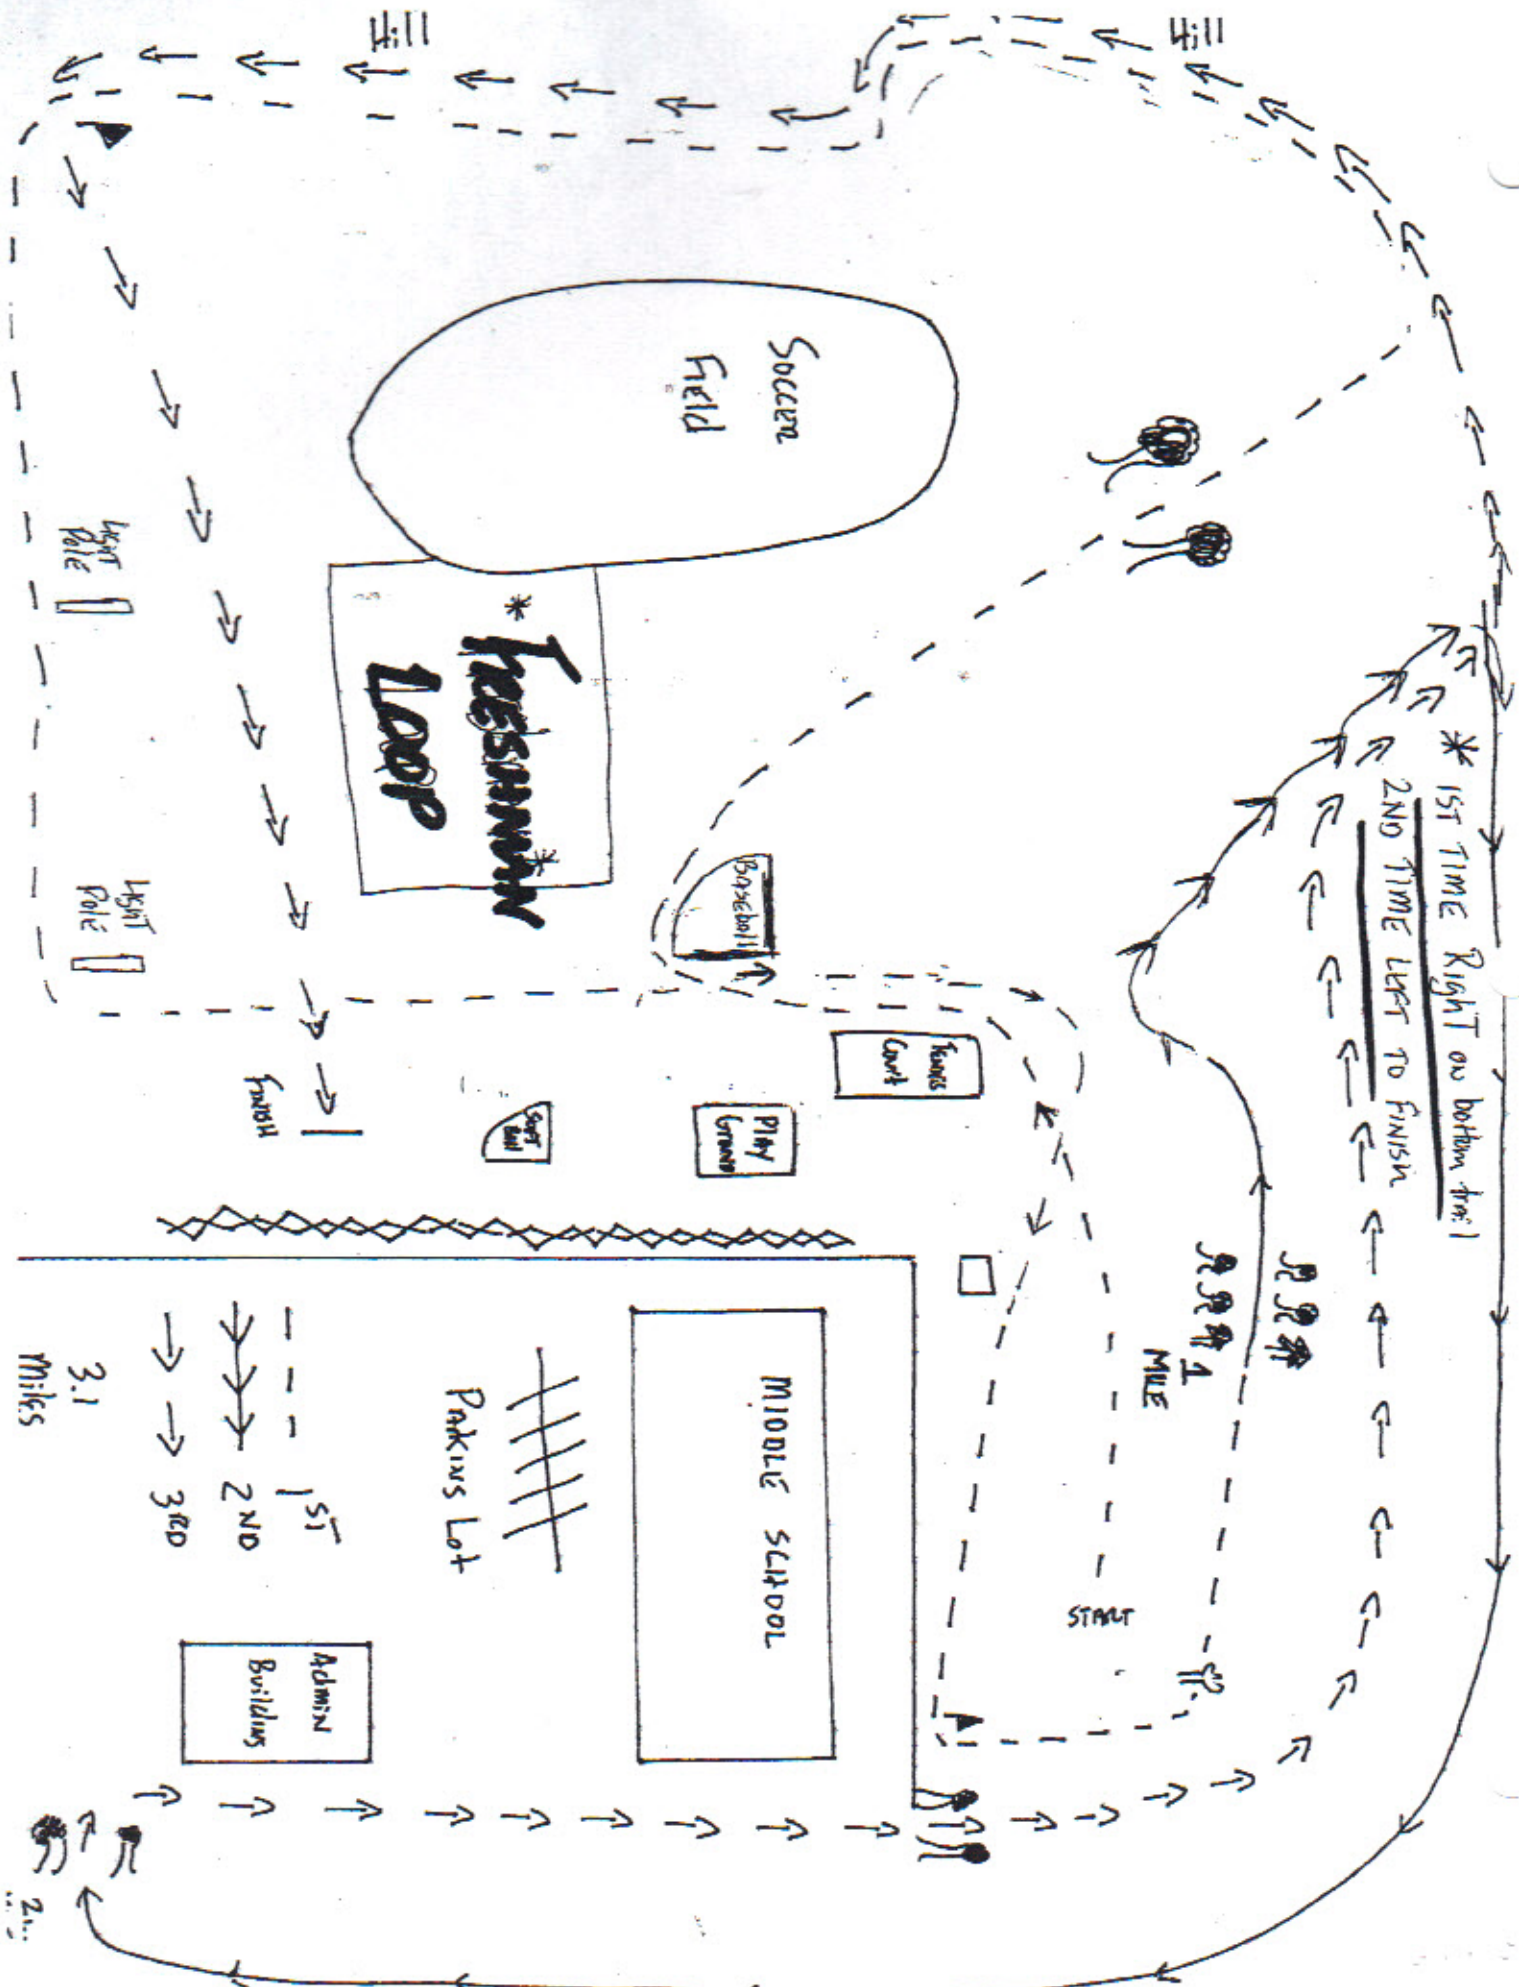 * 1ST TIME Right on bottom trail
2ND TIME LEFT TO FINISH
Soccer
Field
* FRESHMAN *
LOOP
Baseball
Tennis
Court
Play
Ground
Soft
Ball
Light
Pole
Light
Pole
FINISH
1
MILE
START
MIDDLE SCHOOL
Parking Lot
1ST
2ND
3RD
3.1
Miles
Admin
Building